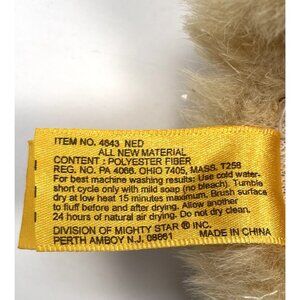 ITEM NO. 4643 NED
ALL NEW MATERIAL
CONTENT : POLYESTER FIBER
REG. NO. PA 4066. OHIO 7405, MASS. T258
For best machine washing results: Use cold water-
short cycle only with mild soap (no bleach). Tumble
dry at low heat 15 minutes maximum. Brush surface
to fluff before and after drying. Allow another
24 hours of natural air drying. Do not dry clean.
DIVISION OF MIGHTY STAR ® INC.
PERTH AMBOY N.J. 08861 MADE IN CHINA